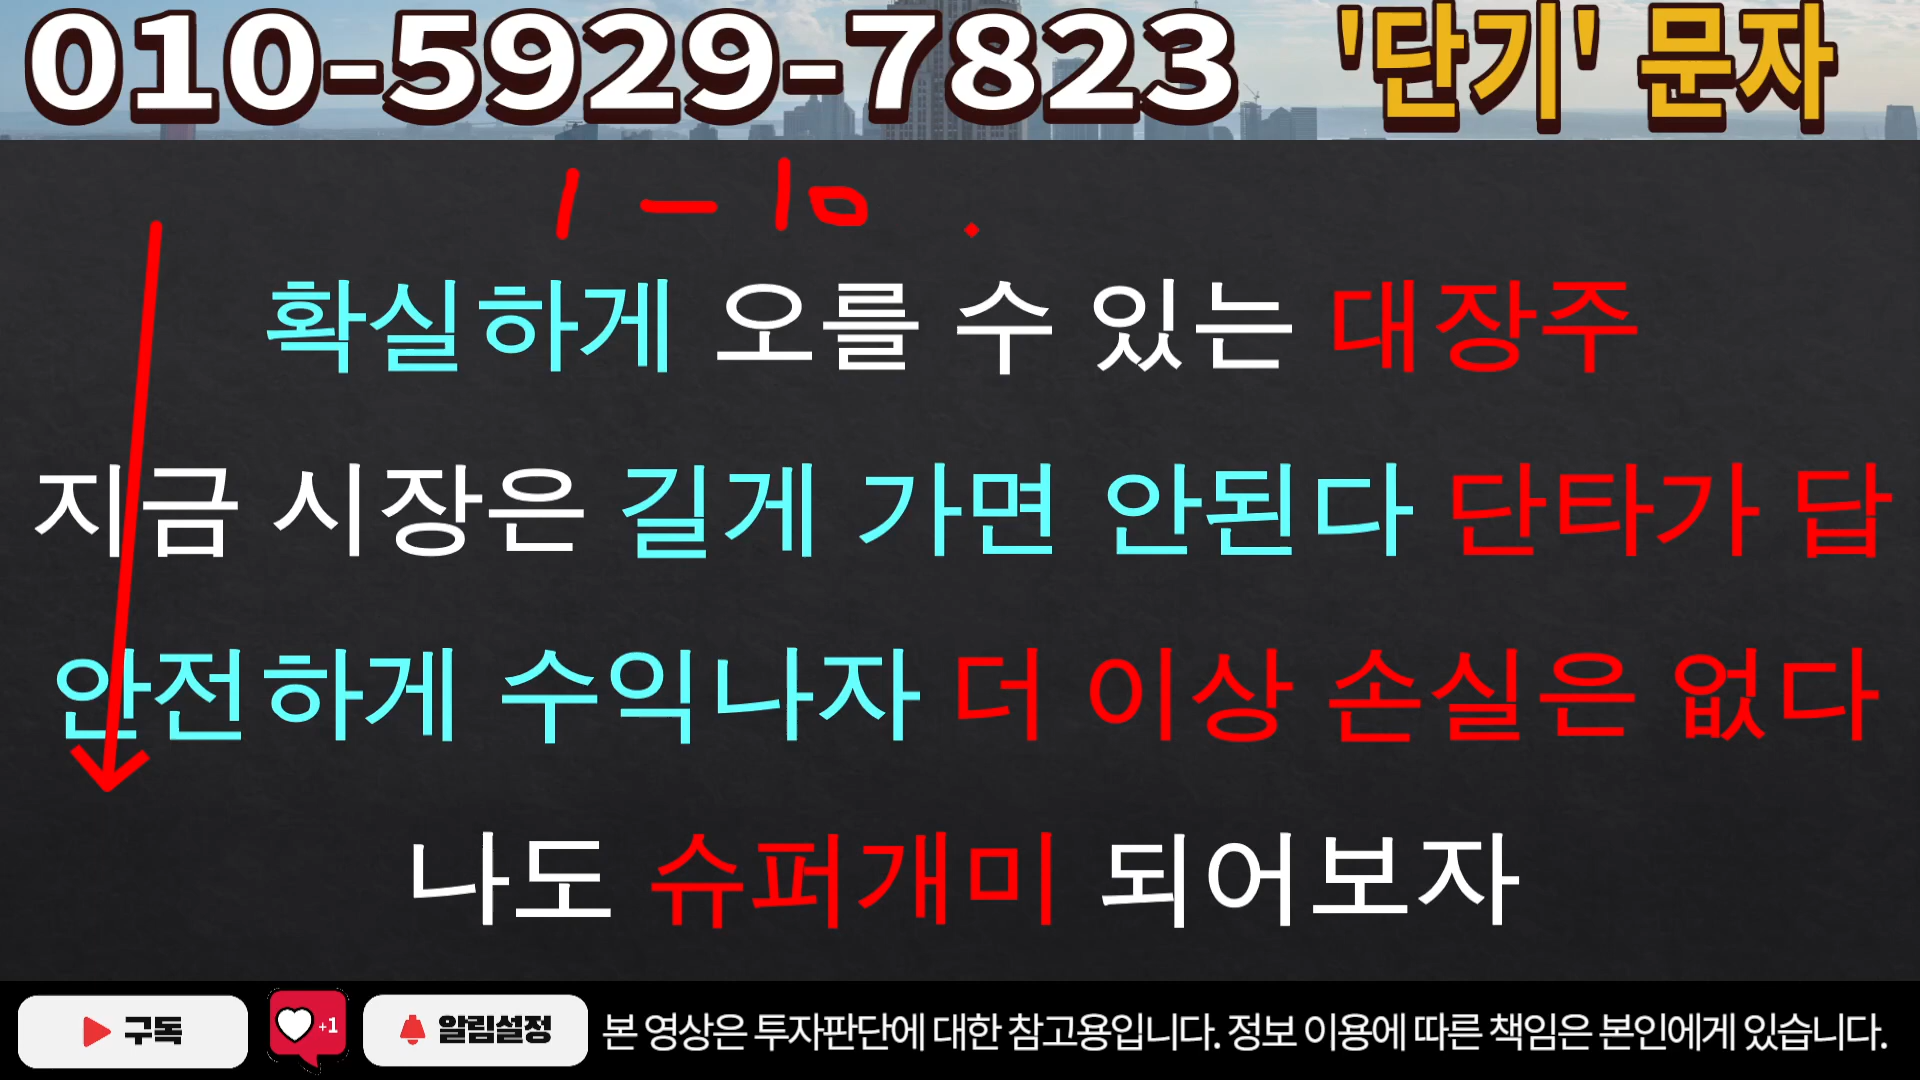 010-5929-7823 '단기' 문자
1 - 10
확실하게 오를 수 있는 대장주
지금 시장은 길게 가면 안된다 단타가 답
안전하게 수익나자 더 이상 손실은 없다
나도 슈퍼개미 되어보자
구독 +1 알림설정 본 영상은 투자판단에 대한 참고용입니다. 정보 이용에 따른 책임은 본인에게 있습니다.